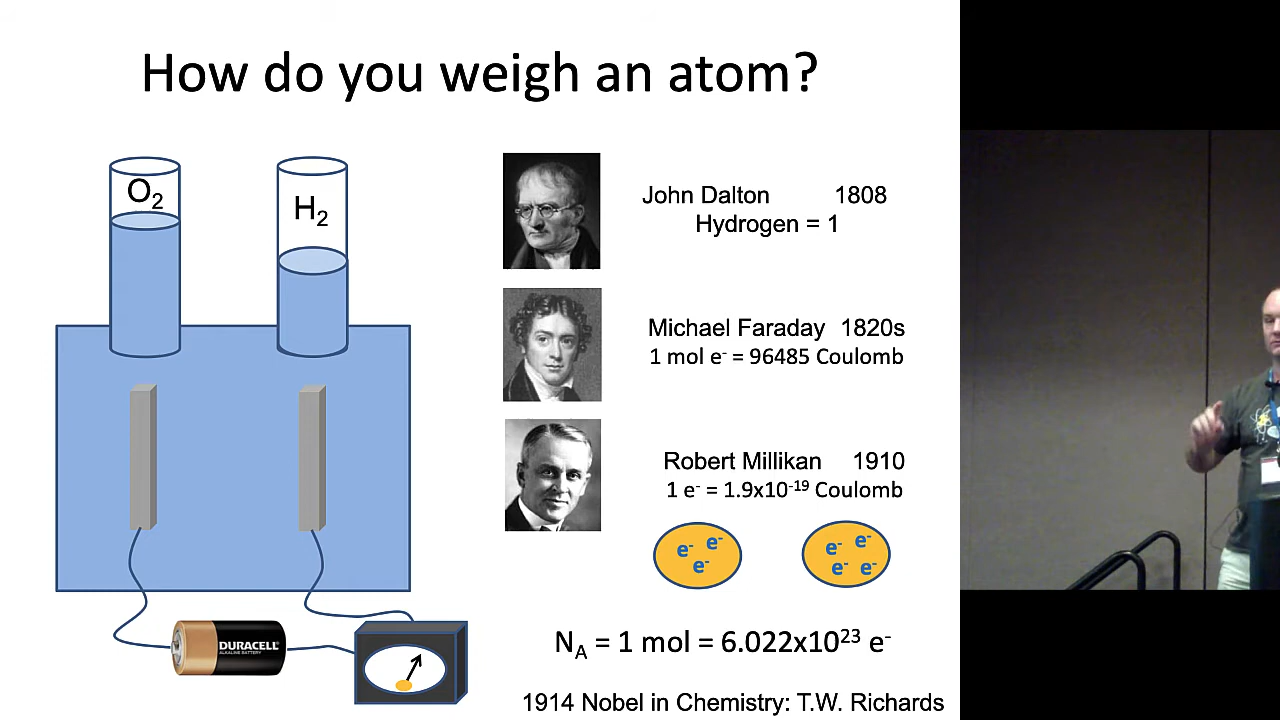 How do you weigh an atom?
O₂
H₂
John Dalton 1808
Hydrogen = 1
Michael Faraday 1820s
1 mol e⁻ = 96485 Coulomb
Robert Millikan 1910
1 e⁻ = 1.9x10⁻¹⁹ Coulomb
e⁻ e⁻ e⁻ e⁻
e⁻ e⁻ e⁻
DURACELL
ALKALINE BATTERY
N_A = 1 mol = 6.022x10²³ e⁻
1914 Nobel in Chemistry: T.W. Richards